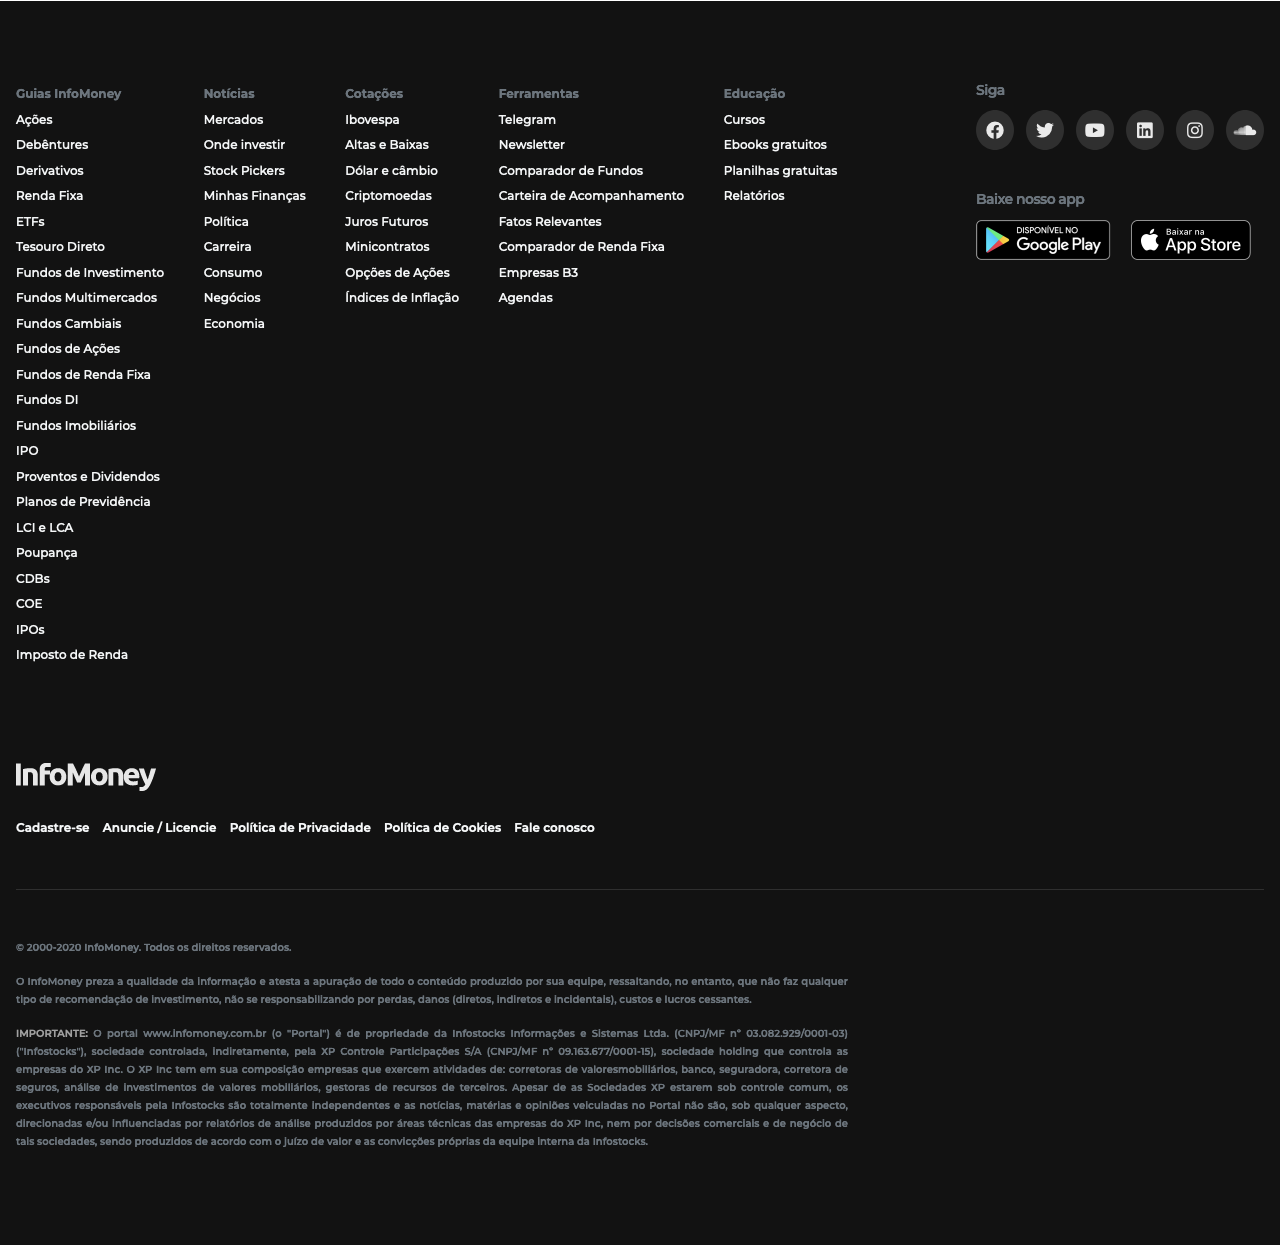 Guias InfoMoney
Ações
Debêntures
Derivativos
Renda Fixa
ETFs
Tesouro Direto
Fundos de Investimento
Fundos Multimercados
Fundos Cambiais
Fundos de Ações
Fundos de Renda Fixa
Fundos DI
Fundos Imobiliários
IPO
Proventos e Dividendos
Planos de Previdência
LCI e LCA
Poupança
CDBs
COE
IPOs
Imposto de Renda
Notícias
Mercados
Onde investir
Stock Pickers
Minhas Finanças
Política
Carreira
Consumo
Negócios
Economia
Cotações
Ibovespa
Altas e Baixas
Dólar e câmbio
Criptomoedas
Juros Futuros
Minicontratos
Opções de Ações
Índices de Inflação
Ferramentas
Telegram
Newsletter
Comparador de Fundos
Carteira de Acompanhamento
Fatos Relevantes
Comparador de Renda Fixa
Empresas B3
Agendas
Educação
Cursos
Ebooks gratuitos
Planilhas gratuitas
Relatórios
Siga
Baixe nosso app
DISPONÍVEL NO
Google Play
Baixar na
App Store
InfoMoney
Cadastre-se Anuncie / Licencie Política de Privacidade Política de Cookies Fale conosco
© 2000-2020 InfoMoney. Todos os direitos reservados.
O InfoMoney preza a qualidade da informação e atesta a apuração de todo o conteúdo produzido por sua equipe, ressaltando, no entanto, que não faz qualquer
tipo de recomendação de investimento, não se responsabilizando por perdas, danos (diretos, indiretos e incidentais), custos e lucros cessantes.
IMPORTANTE: O portal www.infomoney.com.br (o "Portal") é de propriedade da Infostocks Informações e Sistemas Ltda. (CNPJ/MF nº 03.082.929/0001-03)
("Infostocks"), sociedade controlada, indiretamente, pela XP Controle Participações S/A (CNPJ/MF nº 09.163.677/0001-15), sociedade holding que controla as
empresas do XP Inc. O XP Inc tem em sua composição empresas que exercem atividades de: corretoras de valoresmobiliários, banco, seguradora, corretora de
seguros, análise de investimentos de valores mobiliários, gestoras de recursos de terceiros. Apesar de as Sociedades XP estarem sob controle comum, os
executivos responsáveis pela Infostocks são totalmente independentes e as notícias, matérias e opiniões veiculadas no Portal não são, sob qualquer aspecto,
direcionadas e/ou influenciadas por relatórios de análise produzidos por áreas técnicas das empresas do XP Inc, nem por decisões comerciais e de negócio de
tais sociedades, sendo produzidos de acordo com o juízo de valor e as convicções próprias da equipe interna da Infostocks.